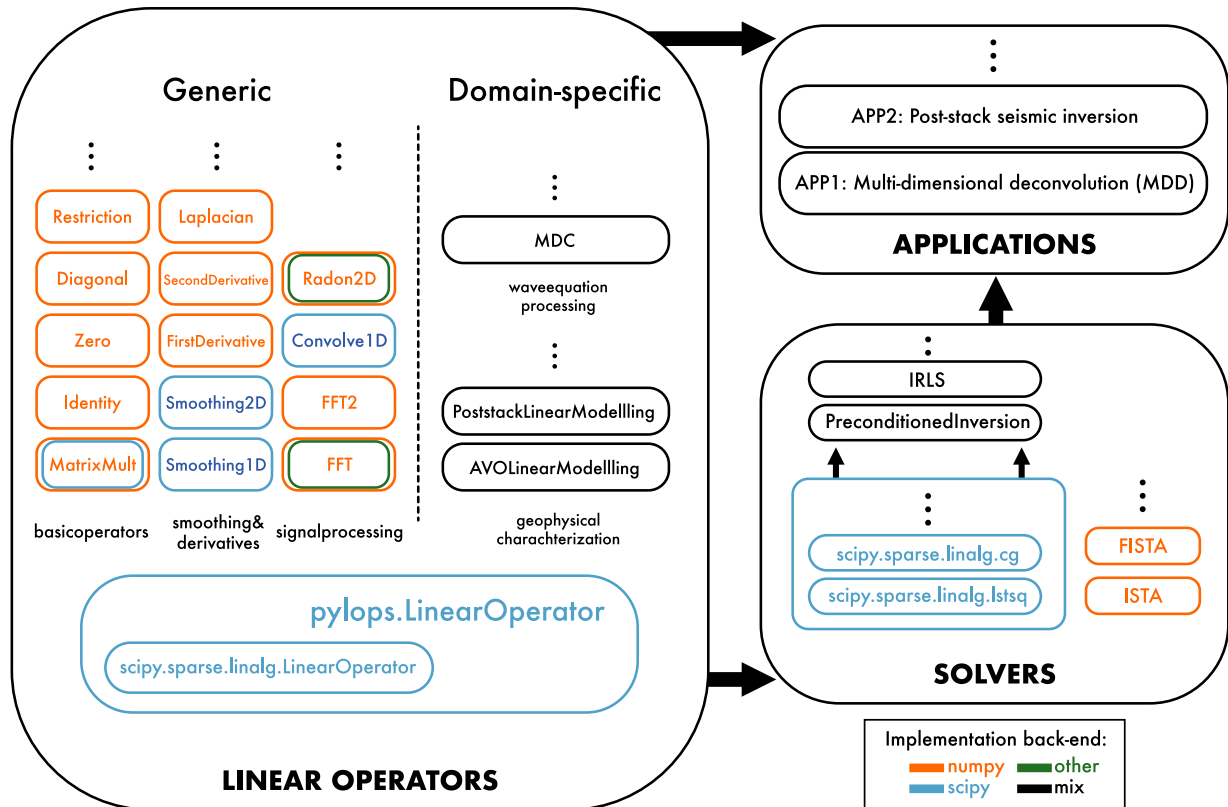 Generic
Domain-specific
Restriction
Laplacian
Diagonal
SecondDerivative
Radon2D
Zero
FirstDerivative
Convolve1D
Identity
Smoothing2D
FFT2
MatrixMult
Smoothing1D
FFT
basicoperators
smoothing&
derivatives
signalprocessing
MDC
waveequation
processing
PoststackLinearModellling
AVOLinearModellling
geophysical
charachterization
pylops.LinearOperator
scipy.sparse.linalg.LinearOperator
LINEAR OPERATORS
APP2: Post-stack seismic inversion
APP1: Multi-dimensional deconvolution (MDD)
APPLICATIONS
IRLS
PreconditionedInversion
scipy.sparse.linalg.cg
scipy.sparse.linalg.lstsq
FISTA
ISTA
SOLVERS
Implementation back-end:
numpy
other
scipy
mix